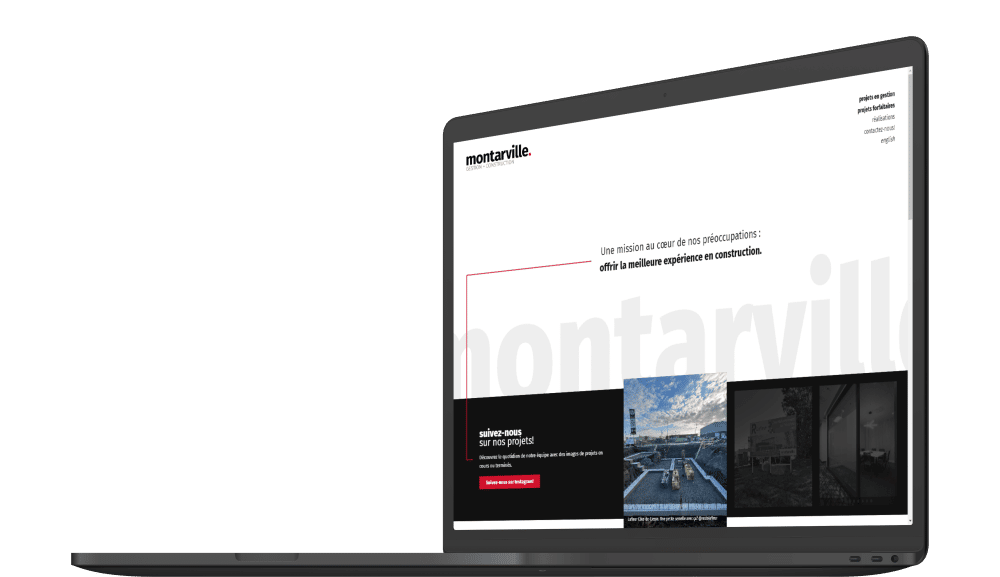 projets en gestion
projets forfaitaires
réalisations
contactez-nous!
english
montarville.
GESTION + CONSTRUCTION
Une mission au cœur de nos préoccupations :
offrir la meilleure expérience en construction.
montarville
suivez-nous
sur nos projets!
Découvrez le quotidien de notre équipe avec des images de projets en
cours ou terminés.
Suivez-nous sur Instagram!